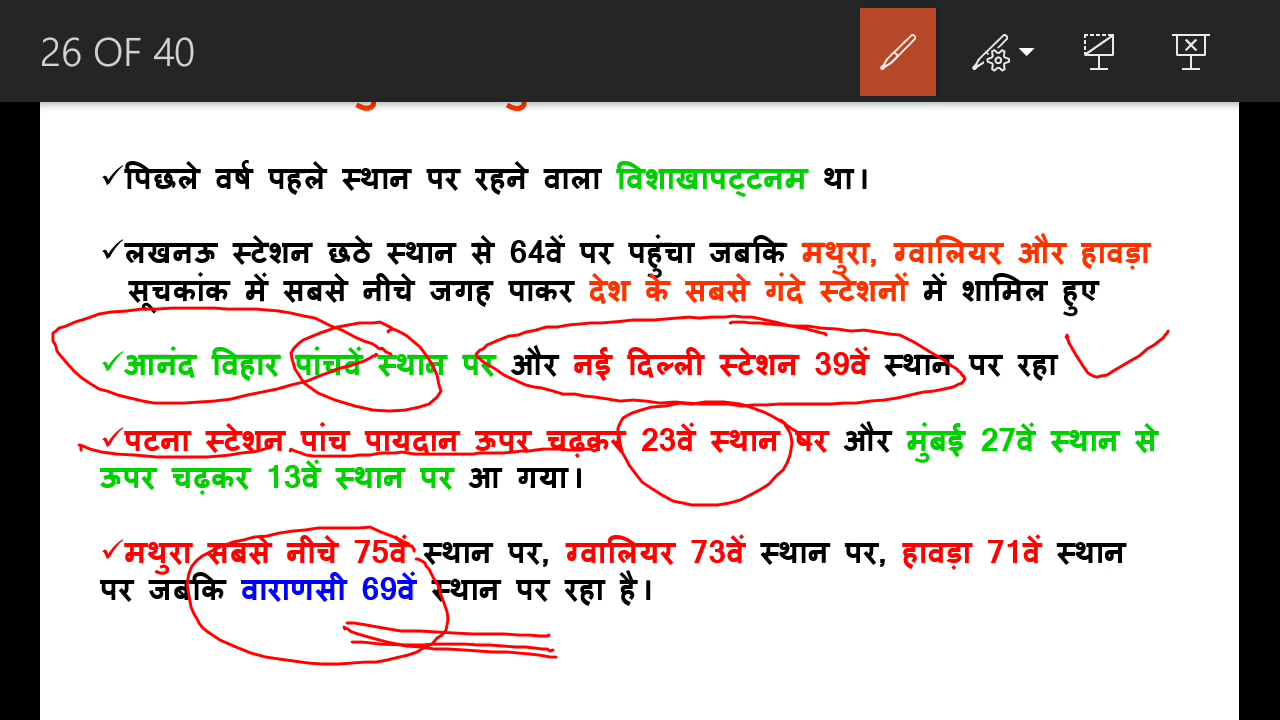 26 OF 40
✓पिछले वर्ष पहले स्थान पर रहने वाला विशाखापट्टनम था।
✓लखनऊ स्टेशन छठे स्थान से 64वें पर पहुंचा जबकि मथुरा, ग्वालियर और हावड़ा
सूचकांक में सबसे नीचे जगह पाकर देश के सबसे गंदे स्टेशनों में शामिल हुए
✓आनंद विहार पांचवें स्थान पर और नई दिल्ली स्टेशन 39वें स्थान पर रहा
✓पटना स्टेशन पांच पायदान ऊपर चढ़कर 23वें स्थान पर और मुंबई 27वें स्थान से
ऊपर चढ़कर 13वें स्थान पर आ गया।
✓मथुरा सबसे नीचे 75वें स्थान पर, ग्वालियर 73वें स्थान पर, हावड़ा 71वें स्थान
पर जबकि वाराणसी 69वें स्थान पर रहा है।